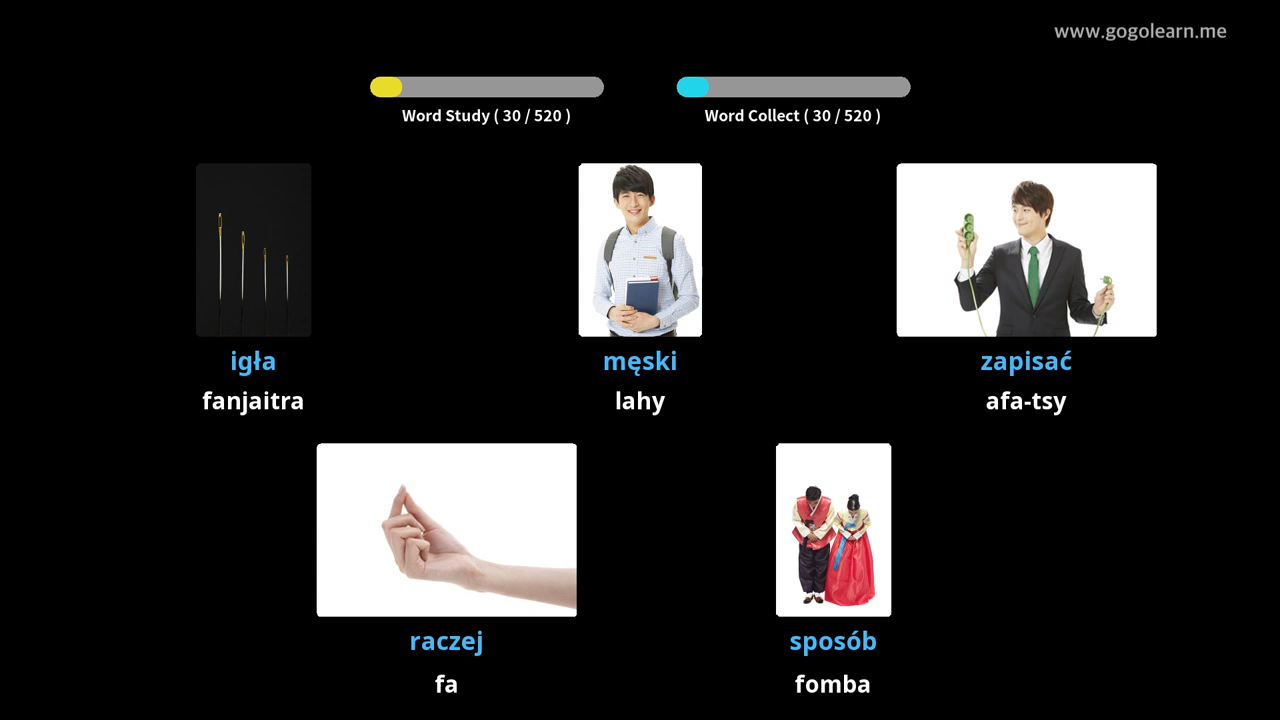 www.gogolearn.me
Word Study ( 30 / 520 )
Word Collect ( 30 / 520 )
igła
fanjaitra
męski
lahy
zapisać
afa-tsy
raczej
fa
sposób
fomba